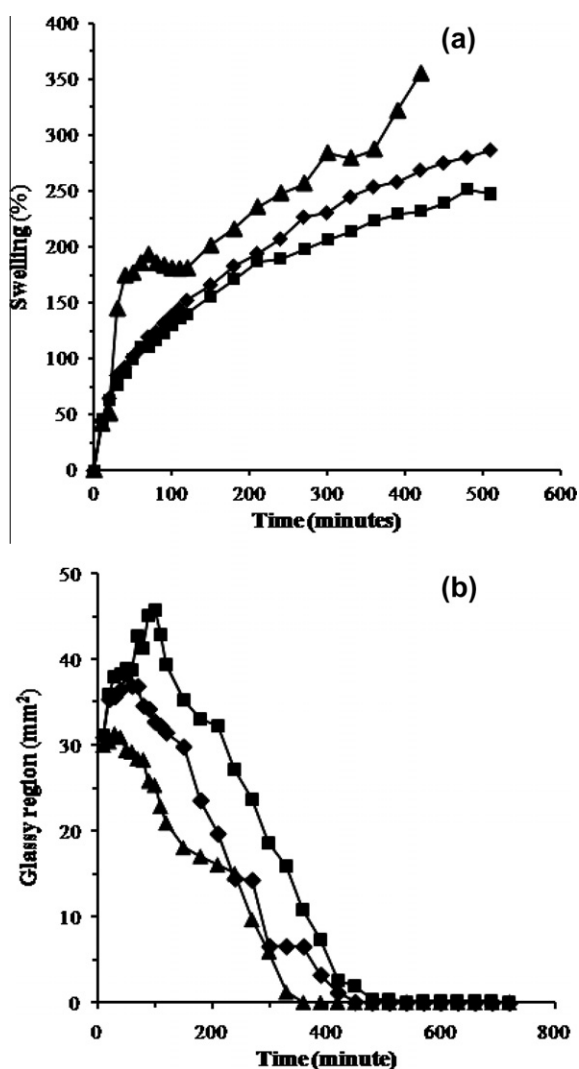 (a)
400
350
300
250
200
150
100
50
0
Swelling (%)
0 100 200 300 400 500 600
Time (minutes)
(b)
50
40
30
20
10
0
Glassy region (mm²)
0 200 400 600 800
Time (minute)